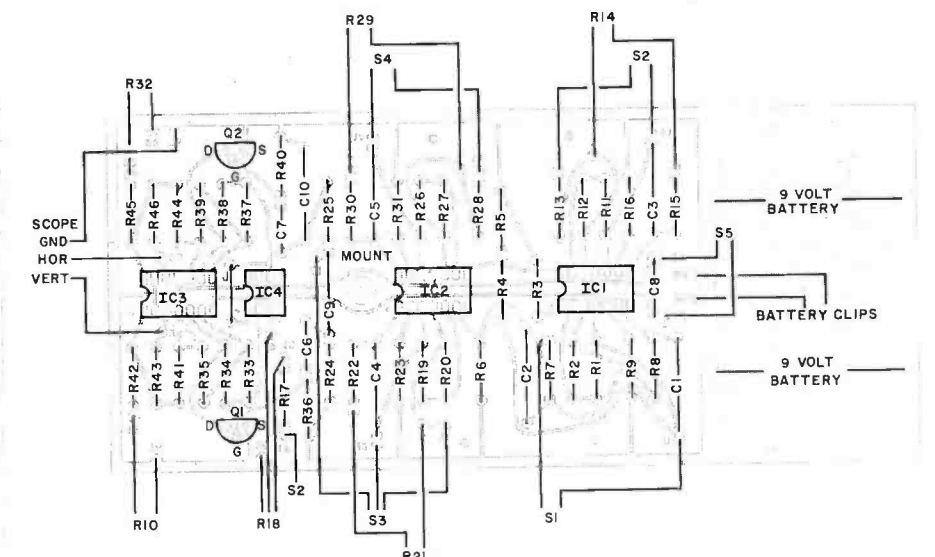 R29
R14
S4
S2
R32
Q2
D S
G
R40
C10
R45
R46
R44
R39
R38
R37
C7
R25
R30
C5
R31
R26
R27
R28
R5
R13
R12
R11
R16
C3
R15
9 VOLT
BATTERY
SCOPE
GND
HOR
VERT
MOUNT
S5
IC3
J
IC4
C9
IC2
R4
R3
IC1
C8
BATTERY CLIPS
R42
R43
R41
R35
R34
R33
R17
C6
R36
R24
R22
C4
R23
R19
R20
R6
C2
R7
R2
R1
R9
R8
C1
9 VOLT
BATTERY
Q1
D S
G
S2
R10
R18
S3
S1
R21